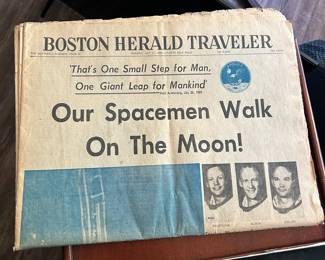 BOSTON HERALD TRAVELER
'That's One Small Step for Man,
One Giant Leap for Mankind'
Our Spacemen Walk
On The Moon!